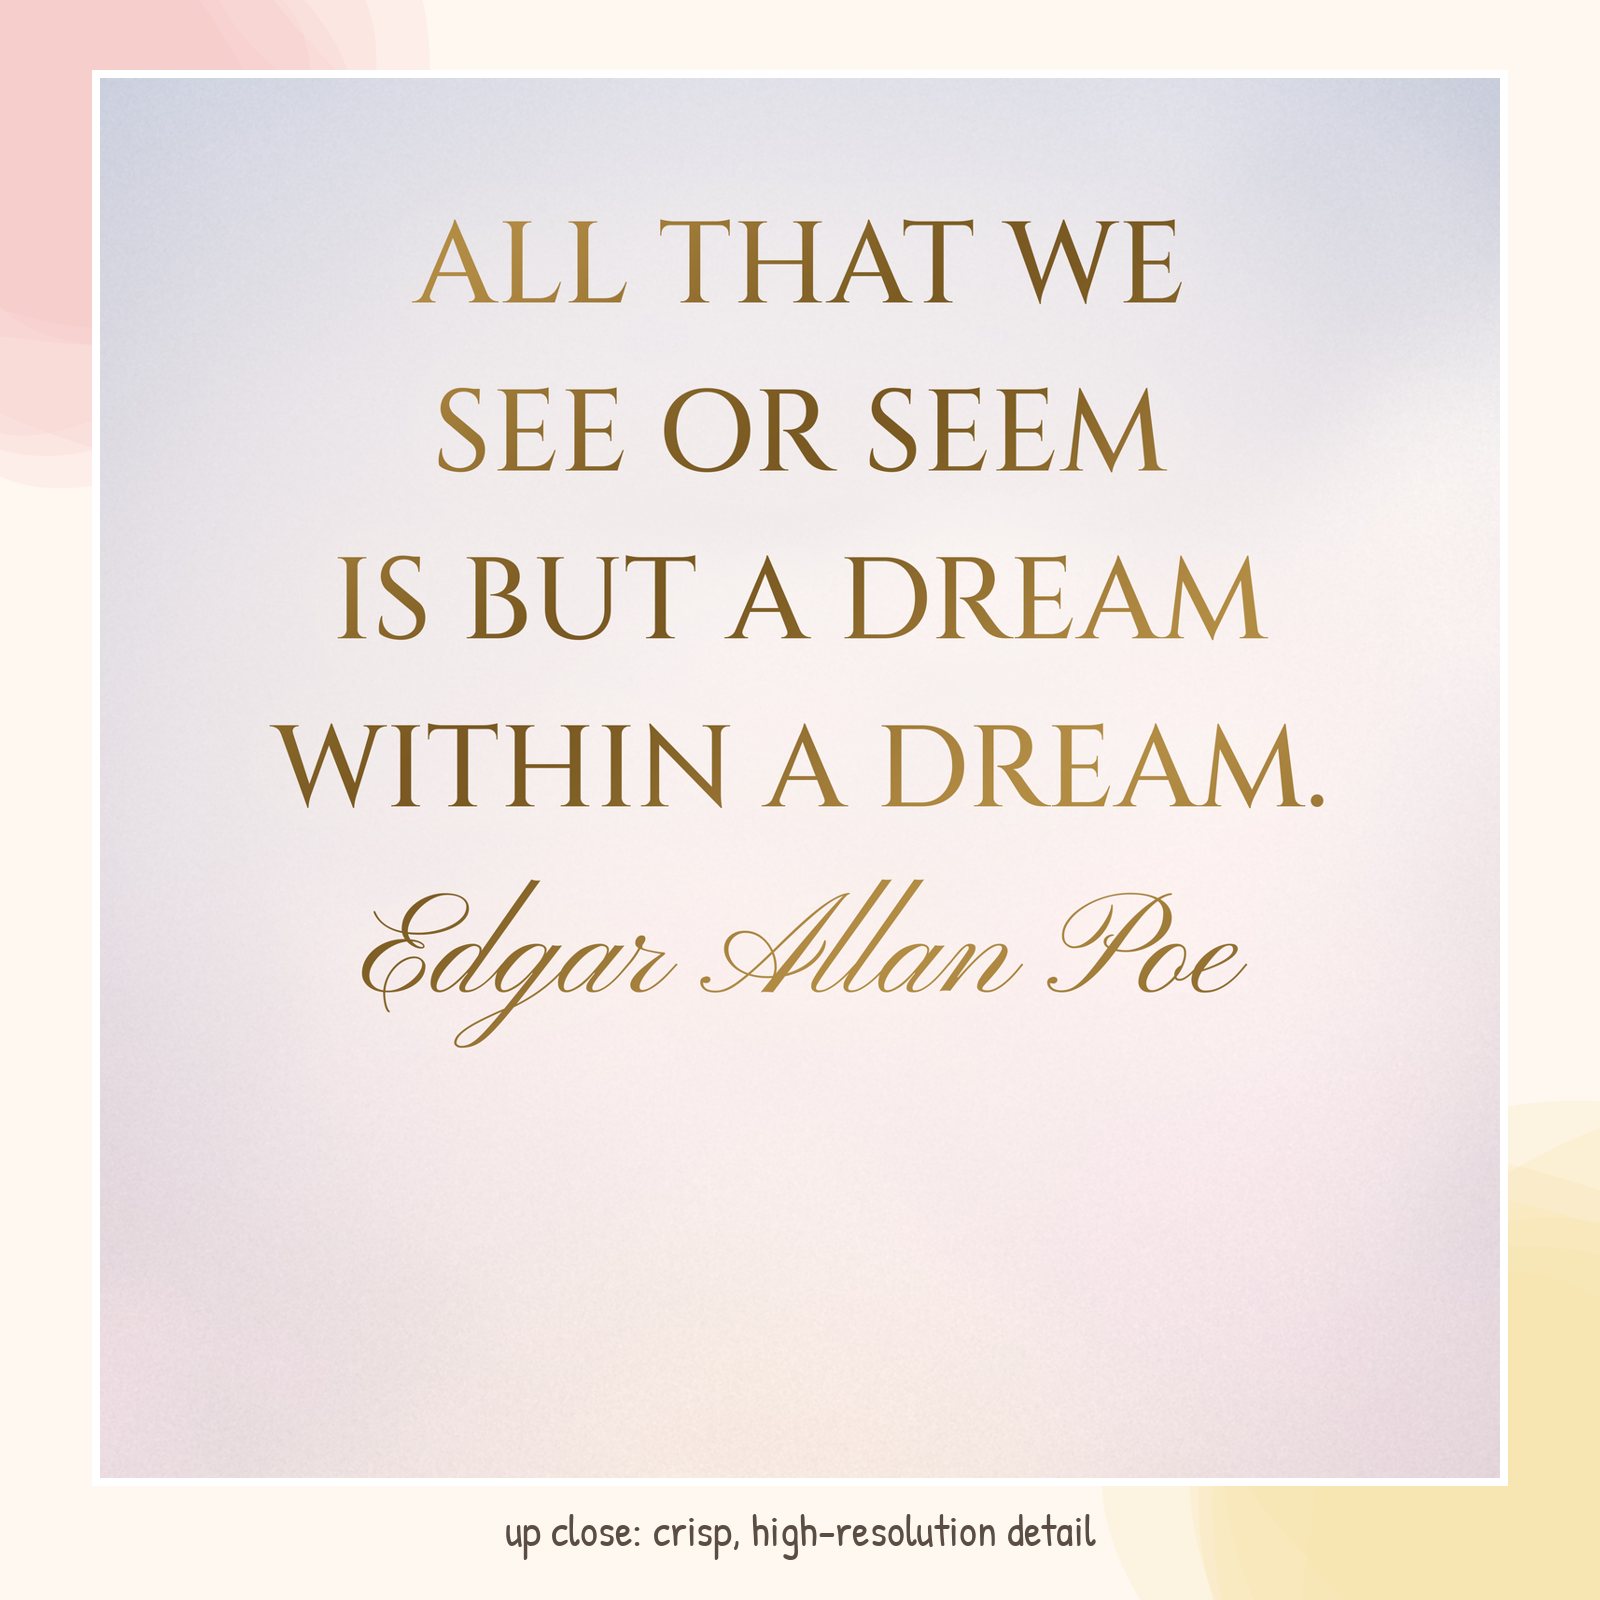 ALL THAT WE
SEE OR SEEM
IS BUT A DREAM
WITHIN A DREAM.
Edgar Allan Poe
up close: crisp, high-resolution detail